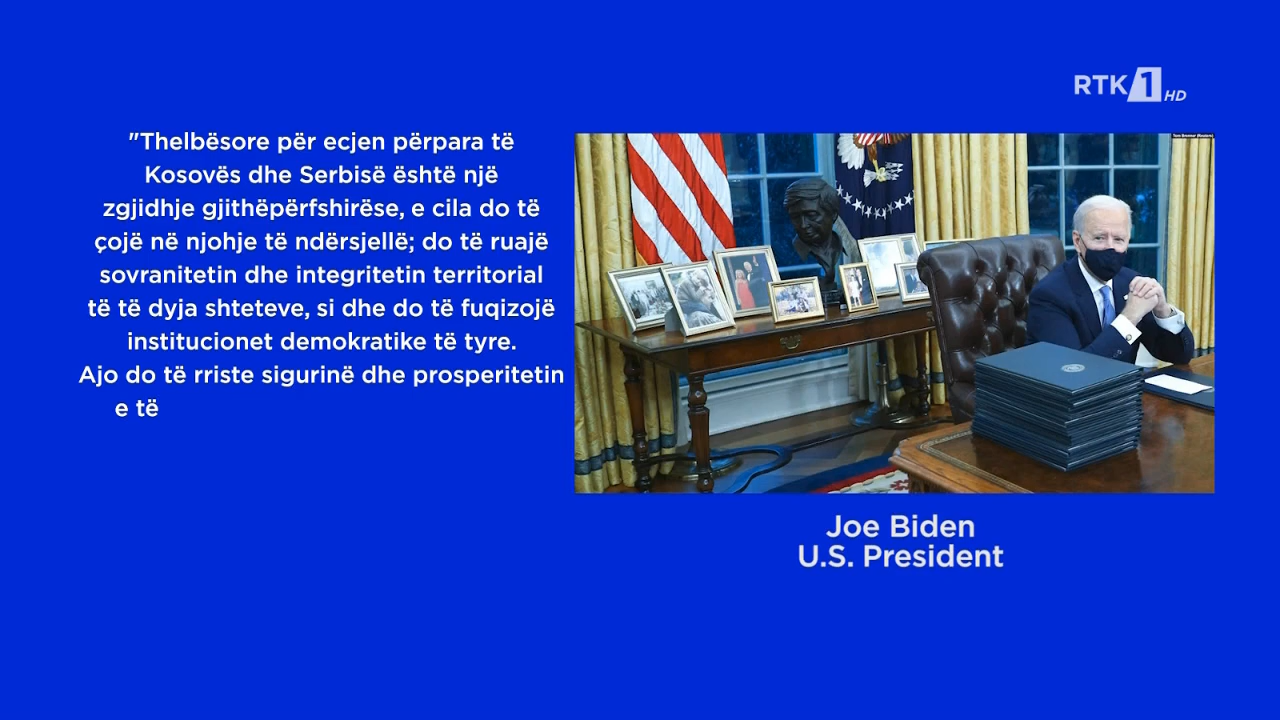 RTK 1 HD
"Thelbësore për ecjen përpara të
Kosovës dhe Serbisë është një
zgjidhje gjithëpërfshirëse, e cila do të
çojë në njohje të ndërsjellë; do të ruajë
sovranitetin dhe integritetin territorial
të të dyja shteteve, si dhe do të fuqizojë
institucionet demokratike të tyre.
Ajo do të rriste sigurinë dhe prosperitetin
e të
Joe Biden
U.S. President